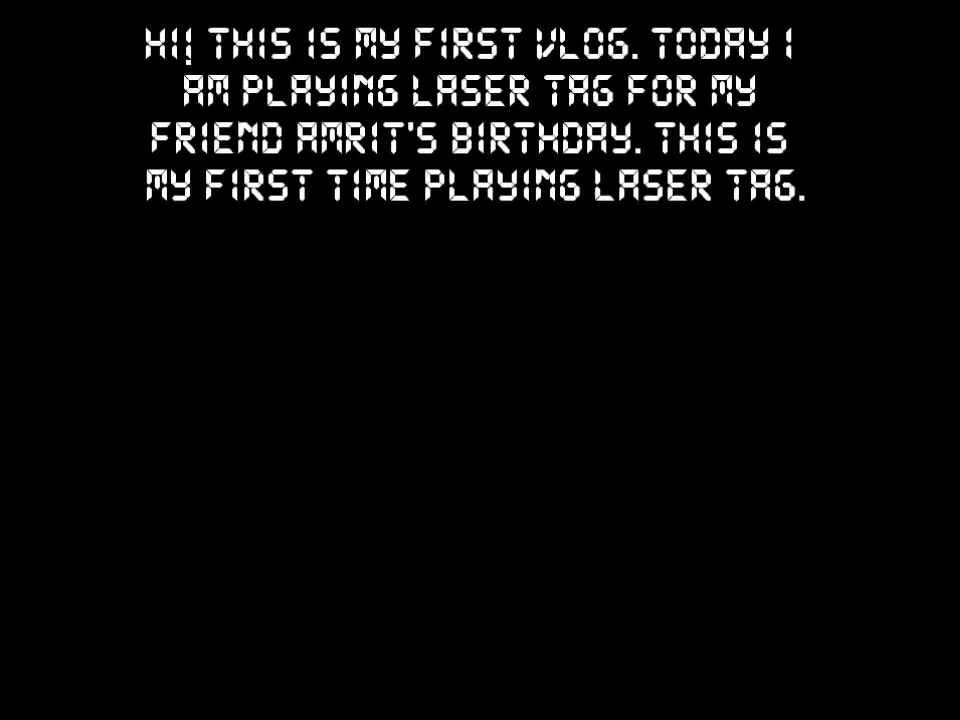 HI! THIS IS MY FIRST VLOG. TODAY I
AM PLAYING LASER TAG FOR MY
FRIEND AMRIT'S BIRTHDAY. THIS IS
MY FIRST TIME PLAYING LASER TAG.